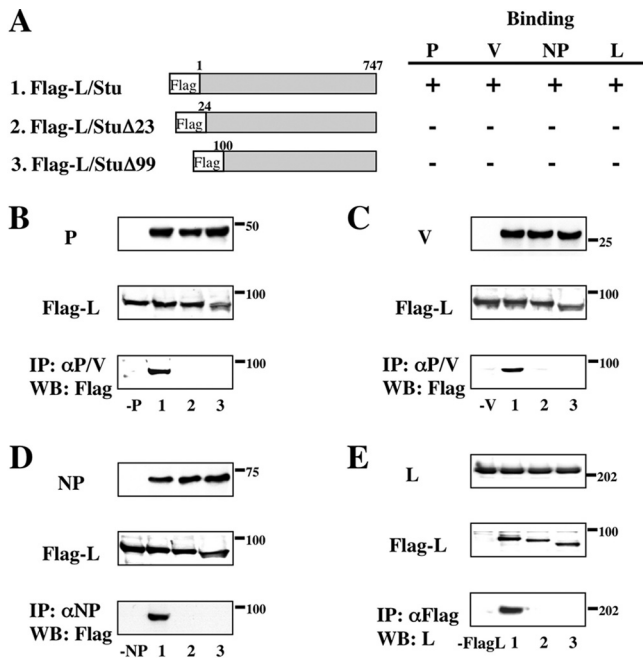 A
Binding
P V NP L
1 747
1. Flag-L/Stu Flag + + + +
24
2. Flag-L/StuΔ23 Flag - - - -
100
3. Flag-L/StuΔ99 Flag - - - -
B
P 50
Flag-L 100
IP: αP/V 100
WB: Flag
-P 1 2 3
C
V 25
Flag-L 100
IP: αP/V 100
WB: Flag
-V 1 2 3
D
NP 75
Flag-L 100
IP: αNP 100
WB: Flag
-NP 1 2 3
E
L 202
Flag-L 100
IP: αFlag 202
WB: L
-FlagL 1 2 3